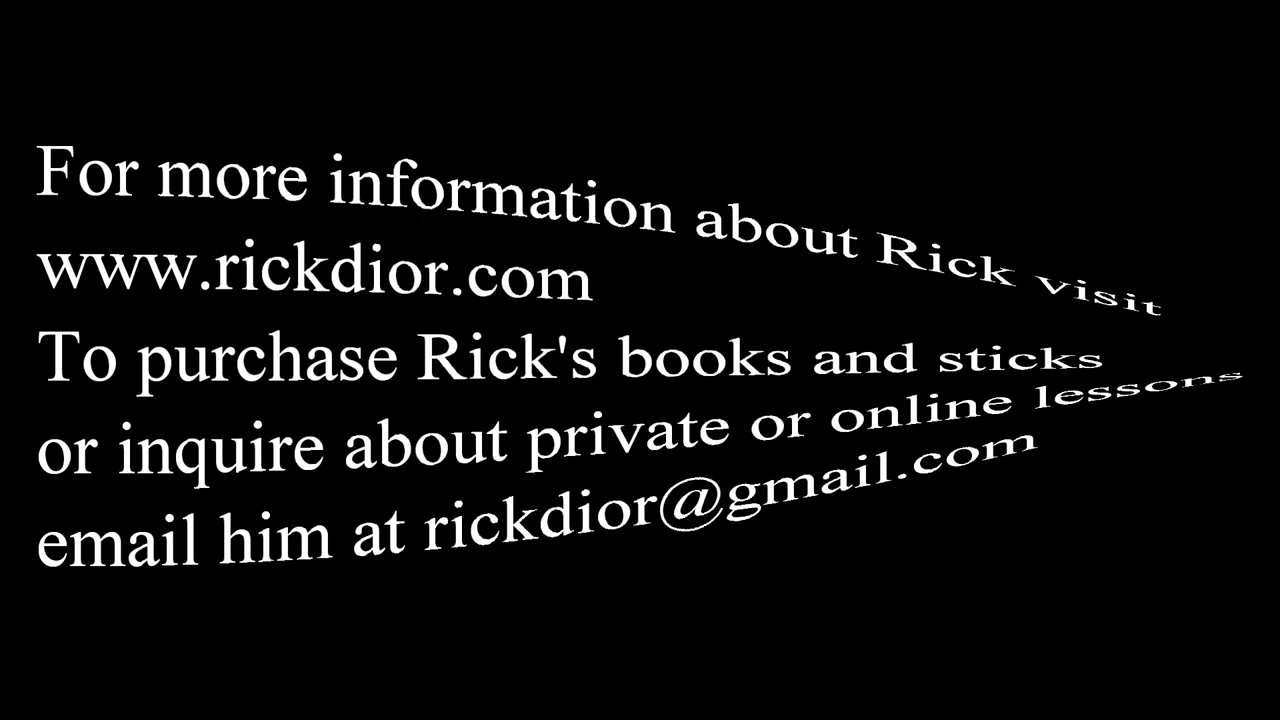 For more information about Rick visit
www.rickdior.com
To purchase Rick's books and sticks
or inquire about private or online lessons
email him at rickdior@gmail.com